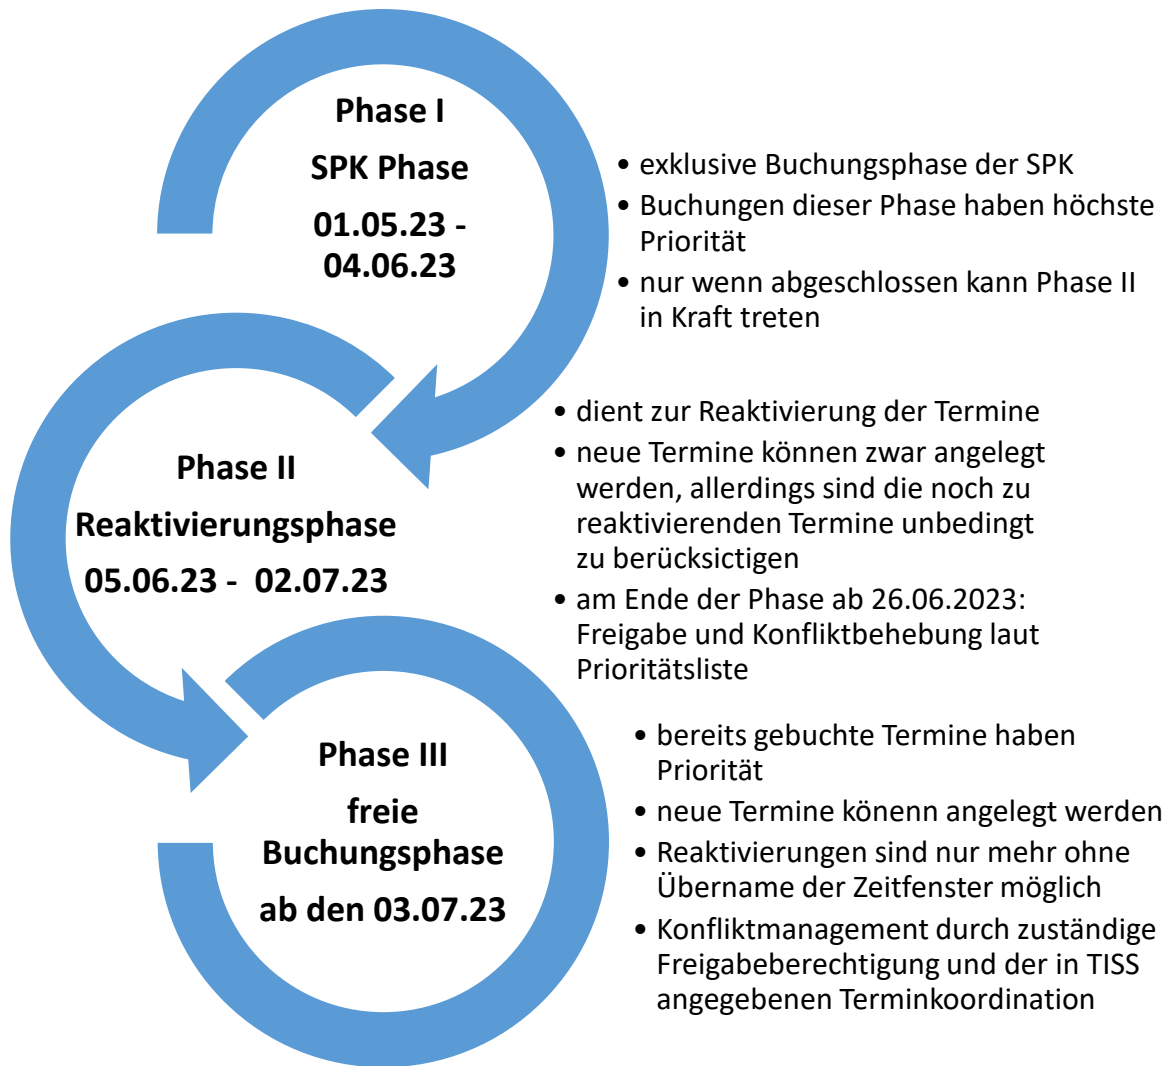 Phase I
SPK Phase
01.05.23 -
04.06.23
• exklusive Buchungsphase der SPK
• Buchungen dieser Phase haben höchste
Priorität
• nur wenn abgeschlossen kann Phase II
in Kraft treten
Phase II
Reaktivierungsphase
05.06.23 -  02.07.23
• dient zur Reaktivierung der Termine
• neue Termine können zwar angelegt
werden, allerdings sind die noch zu
reaktivierenden Termine unbedingt
zu berücksictigen
• am Ende der Phase ab 26.06.2023:
Freigabe und Konfliktbehebung laut
Prioritätsliste
Phase III
freie
Buchungsphase
ab den 03.07.23
• bereits gebuchte Termine haben
Priorität
• neue Termine könenn angelegt werden
• Reaktivierungen sind nur mehr ohne
Übername der Zeitfenster möglich
• Konfliktmanagement durch zuständige
Freigabeberechtigung und der in TISS
angegebenen Terminkoordination